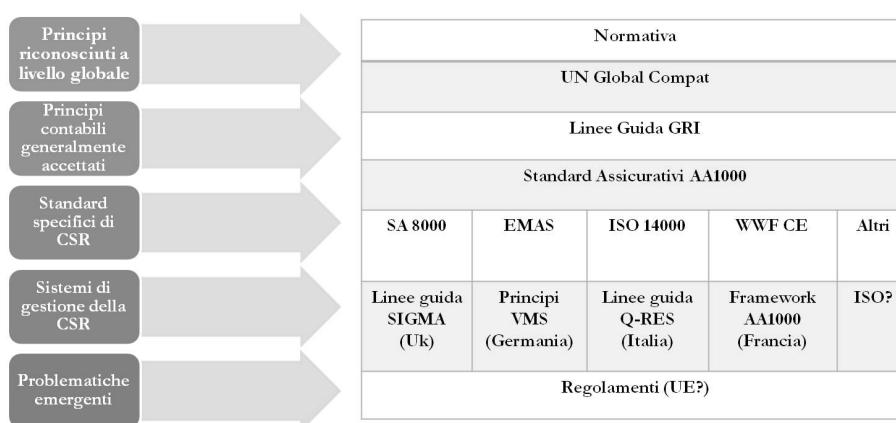 Principi
riconosciuti a
livello globale
Normativa
UN Global Compat
Principi
contabili
generalmente
accettati
Linee Guida GRI
Standard Assicurativi AA1000
Standard
specifici di
CSR
SA 8000
EMAS
ISO 14000
WWF CE
Altri
Sistemi di
gestione della
CSR
Linee guida
SIGMA
(Uk)
Principi
VMS
(Germania)
Linee guida
Q-RES
(Italia)
Framework
AA1000
(Francia)
ISO?
Problematiche
emergenti
Regolamenti (UE?)